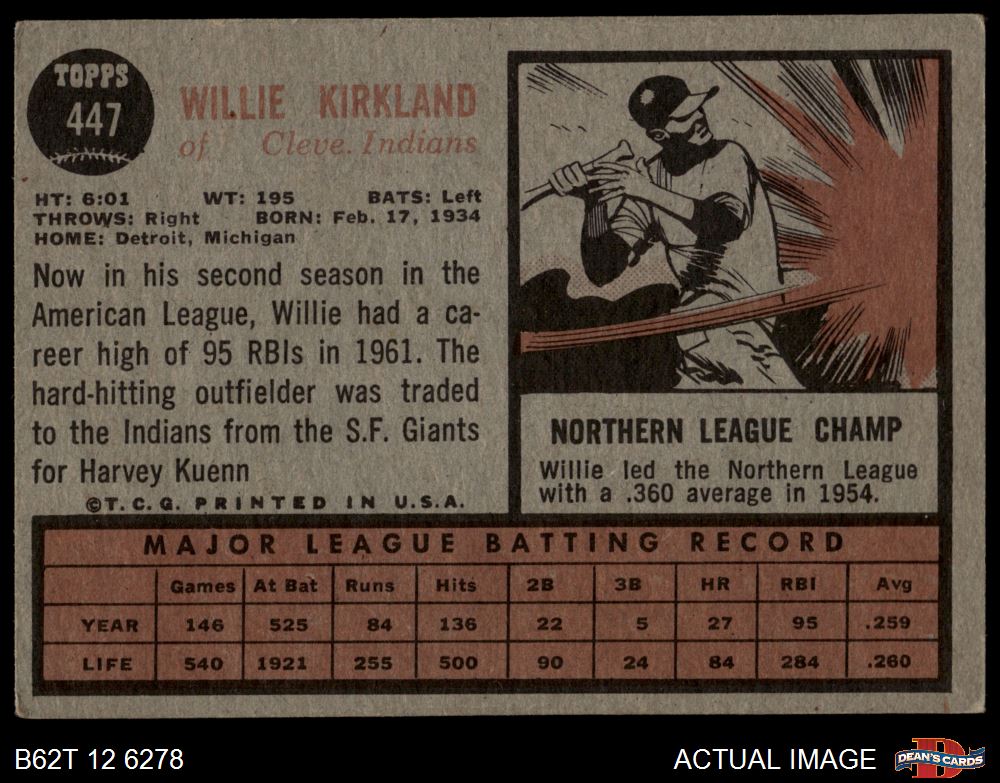 TOPPS
447
WILLIE KIRKLAND
of Cleve. Indians
HT: 6:01 WT: 195 BATS: Left
THROWS: Right BORN: Feb. 17, 1934
HOME: Detroit, Michigan
Now in his second season in the
American League, Willie had a ca-
reer high of 95 RBIs in 1961. The
hard-hitting outfielder was traded
to the Indians from the S.F. Giants
for Harvey Kuenn
©T.C.G. PRINTED IN U.S.A.
NORTHERN LEAGUE CHAMP
Willie led the Northern League
with a .360 average in 1954.
MAJOR LEAGUE BATTING RECORD
Games At Bat Runs Hits 2B 3B HR RBI Avg
YEAR 146 525 84 136 22 5 27 95 .259
LIFE 540 1921 255 500 90 24 84 284 .260
B62T 12 6278
ACTUAL IMAGE
D
DEAN'S CARDS